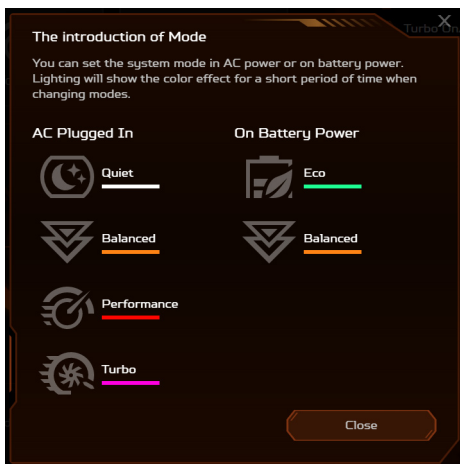 Turbo On
The introduction of Mode
You can set the system mode in AC power or on battery power.
Lighting will show the color effect for a short period of time when
changing modes.
AC Plugged In
On Battery Power
Quiet
Eco
Balanced
Balanced
Performance
Turbo
Close